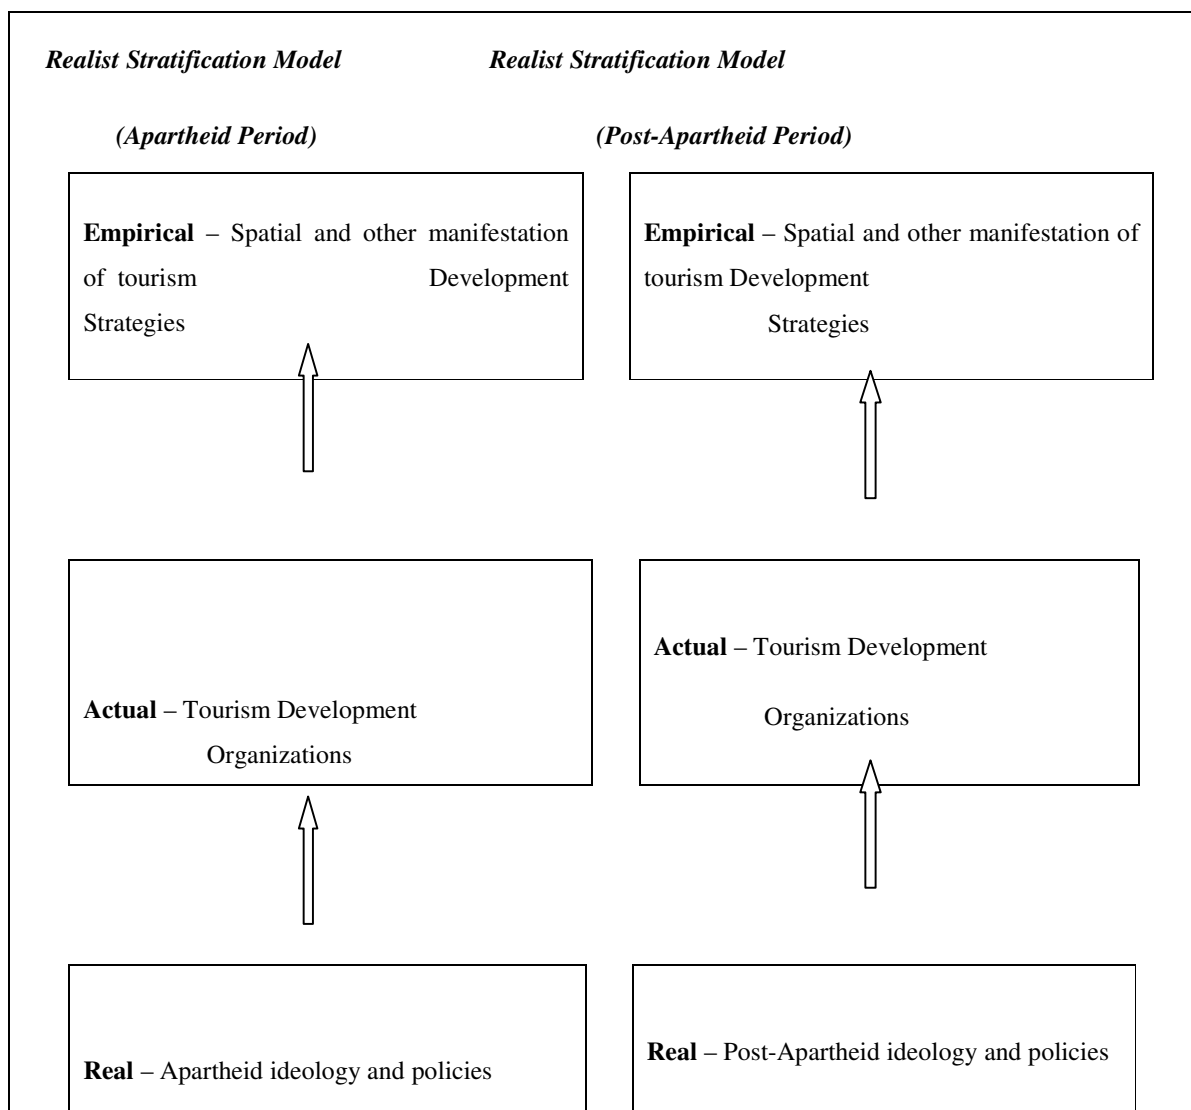 Realist Stratification Model Realist Stratification Model
(Apartheid Period) (Post-Apartheid Period)
Empirical – Spatial and other manifestation
of tourism Development
Strategies
Empirical – Spatial and other manifestation of
tourism Development
Strategies
Actual – Tourism Development
Organizations
Actual – Tourism Development
Organizations
Real – Apartheid ideology and policies
Real – Post-Apartheid ideology and policies